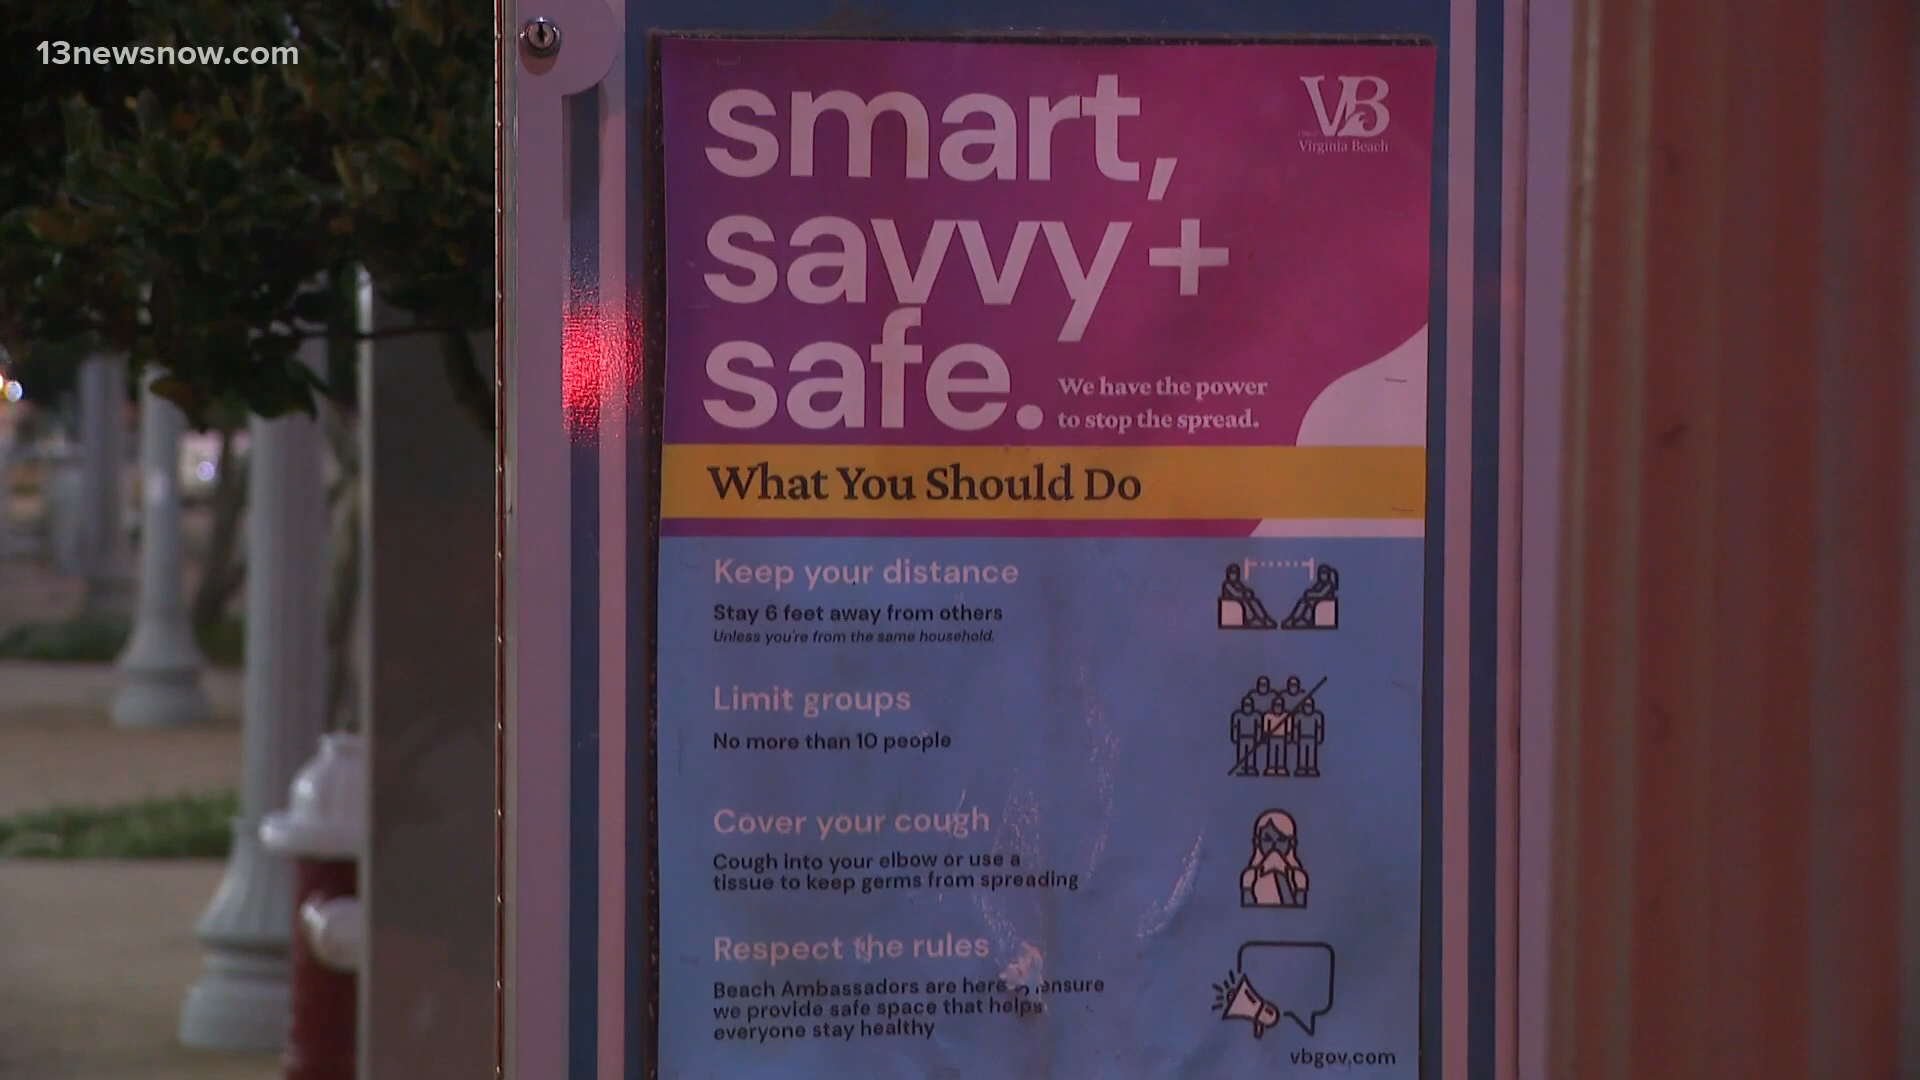 13newsnow.com
smart,
savvy +
safe.
VB
Virginia Beach
We have the power
to stop the spread.
What You Should Do
Keep your distance
Stay 6 feet away from others
Unless you're from the same household.
Limit groups
No more than 10 people
Cover your cough
Cough into your elbow or use a
tissue to keep germs from spreading
Respect the rules
Beach Ambassadors are here ensure
we provide safe space that helps
everyone stay healthy
vbgov.com